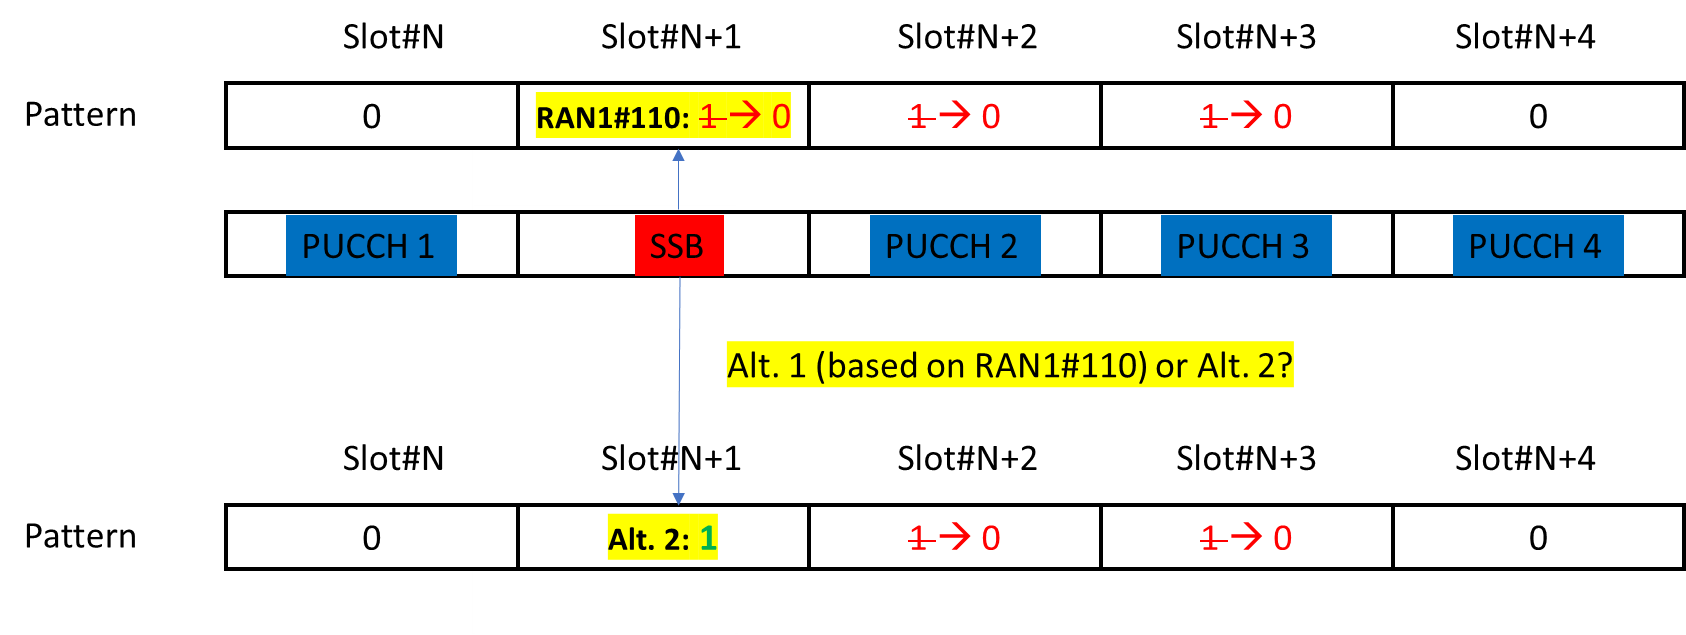 Slot#N Slot#N+1 Slot#N+2 Slot#N+3 Slot#N+4
Pattern 0 RAN1#110: 1 → 0 1 → 0 1 → 0 0
PUCCH 1 SSB PUCCH 2 PUCCH 3 PUCCH 4
Alt. 1 (based on RAN1#110) or Alt. 2?
Slot#N Slot#N+1 Slot#N+2 Slot#N+3 Slot#N+4
Pattern 0 Alt. 2: 1 1 → 0 1 → 0 0